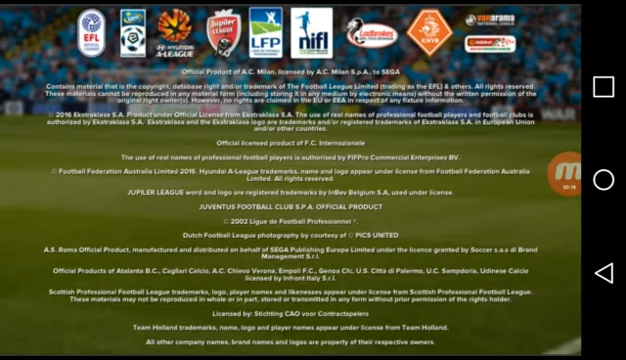 EFL
HYUNDAI
A-LEAGUE
Jupiler
LEAGUE
LFP
nifl
Ladbrokes
KNVB
vanarama
NATIONAL LEAGUE
Official Product of A.C. Milan, licensed by A.C. Milan S.p.A., to SEGA
Contains material that is the copyright, database right and/or trademark of The Football League Limited (trading as the EFL) & others. All rights reserved.
These materials cannot be reproduced in any material form (including storing it in any medium by electronic means) without the written permission of the
original right owner(s). However, no rights are claimed in the EU or EEA in respect of any fixture information.
© 2016 Ekstraklasa S.A. Product under Official License from Ekstraklasa S.A. The use of real names of professional football players and football clubs is
authorized by Ekstraklasa S.A. Ekstraklasa and the Ekstraklasa logo are trademarks and/or registered trademarks of Ekstraklasa S.A. in European Union
and/or other countries.
Official licensed product of F.C. Internazionale
The use of real names of professional football players is authorised by FIFPro Commercial Enterprises BV.
© Football Federation Australia Limited 2016. Hyundai A-League trademarks, name and logo appear under license from Football Federation Australia
Limited. All rights reserved.
JUPILER LEAGUE word and logo are registered trademarks by InBev Belgium S.A, used under license.
JUVENTUS FOOTBALL CLUB S.P.A. OFFICIAL PRODUCT
© 2002 Ligue de Football Professionnel ®.
Dutch Football League photography by courtesy of © PICS UNITED
A.S. Roma Official Product, manufactured and distributed on behalf of SEGA Publishing Europe Limited under the licence granted by Soccer s.a.s di Brand
Management S.r.l.
Official Products of Atalanta B.C., Cagliari Calcio, A.C. Chievo Verona, Empoli F.C., Genoa Cfc, U.S. Città di Palermo, U.C. Sampdoria, Udinese Calcio
licensed by Infront Italy S.r.l.
Scottish Professional Football League trademarks, logo, player names and likenesses appear under license from Scottish Professional Football League.
These materials may not be reproduced in whole or in part, stored or transmitted in any form without prior permission of the rights holder.
Licensed by: Stichting CAO voor Contractspelers
Team Holland trademarks, name, logo and player names appear under license from Team Holland.
All other company names, brand names and logos are property of their respective owners.